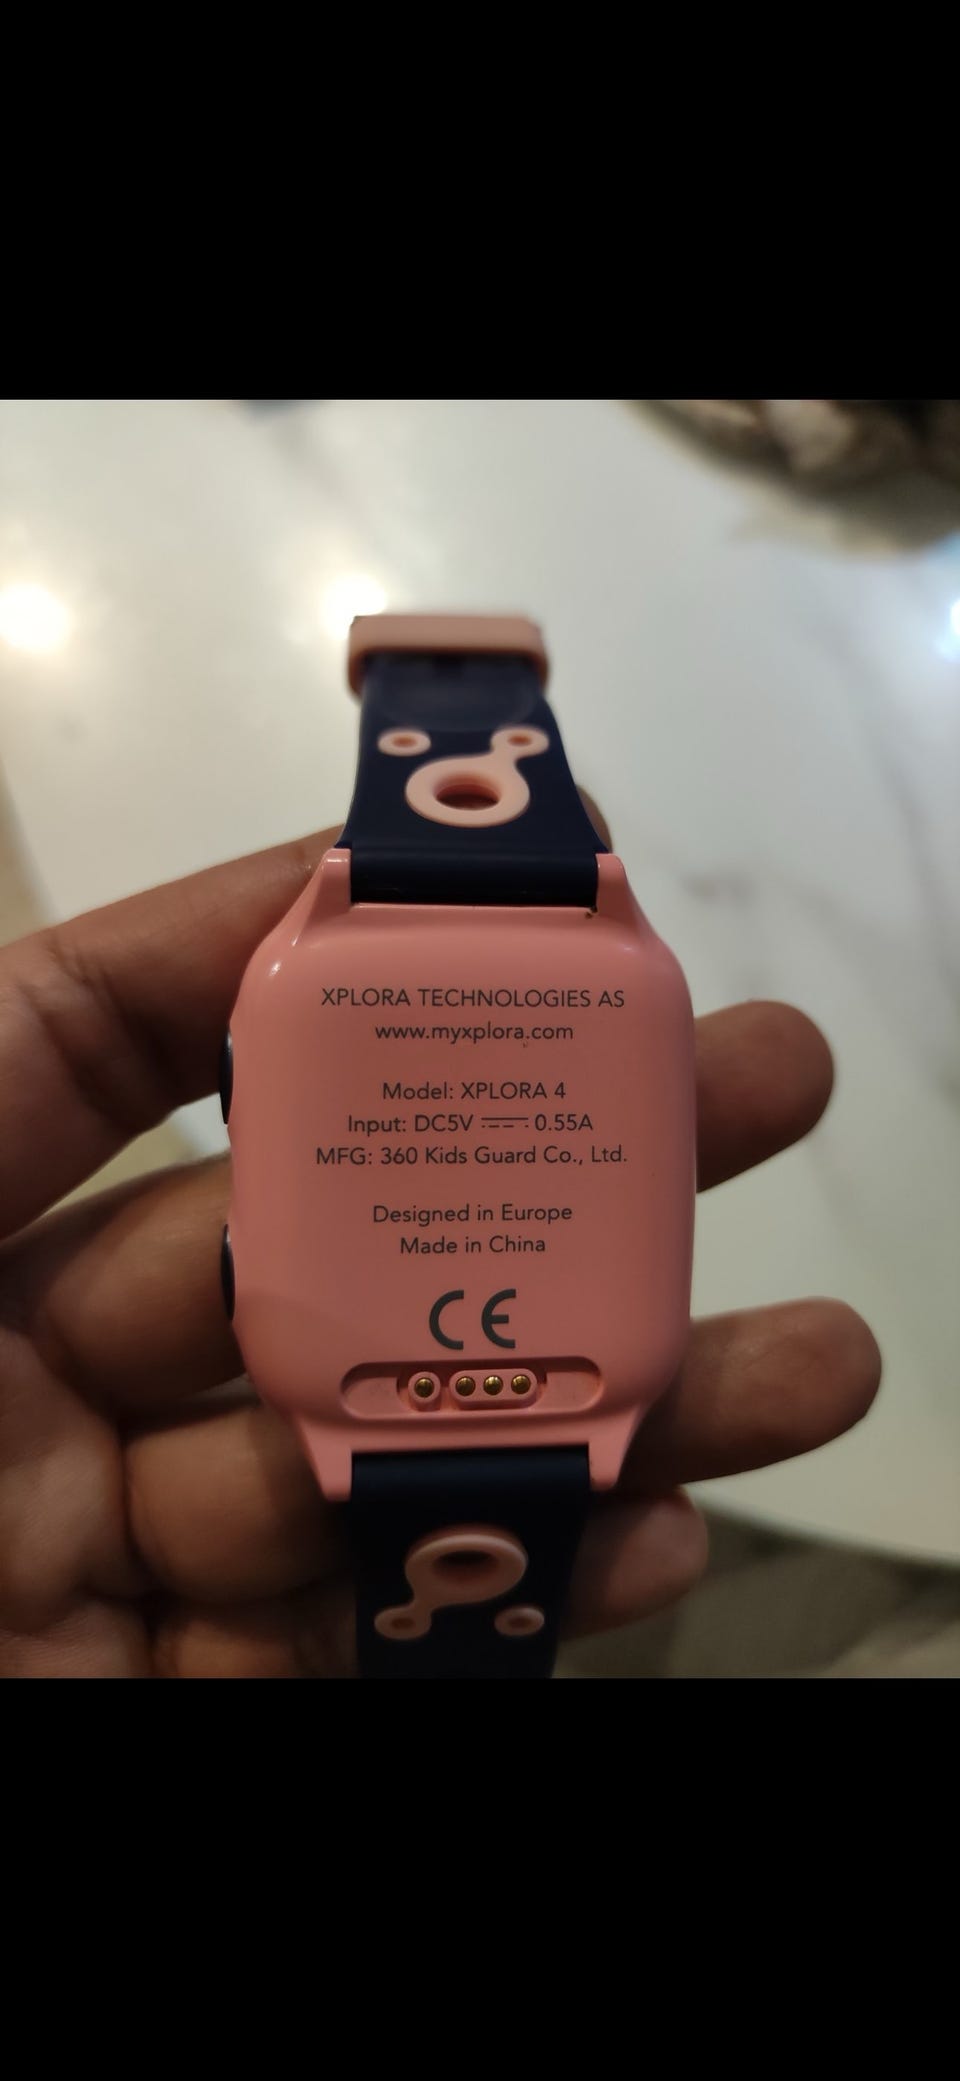 XPLORA TECHNOLOGIES AS
www.myxplora.com
Model: XPLORA 4
Input: DC5V ⎓ 0.55A
MFG: 360 Kids Guard Co., Ltd.
Designed in Europe
Made in China
CE